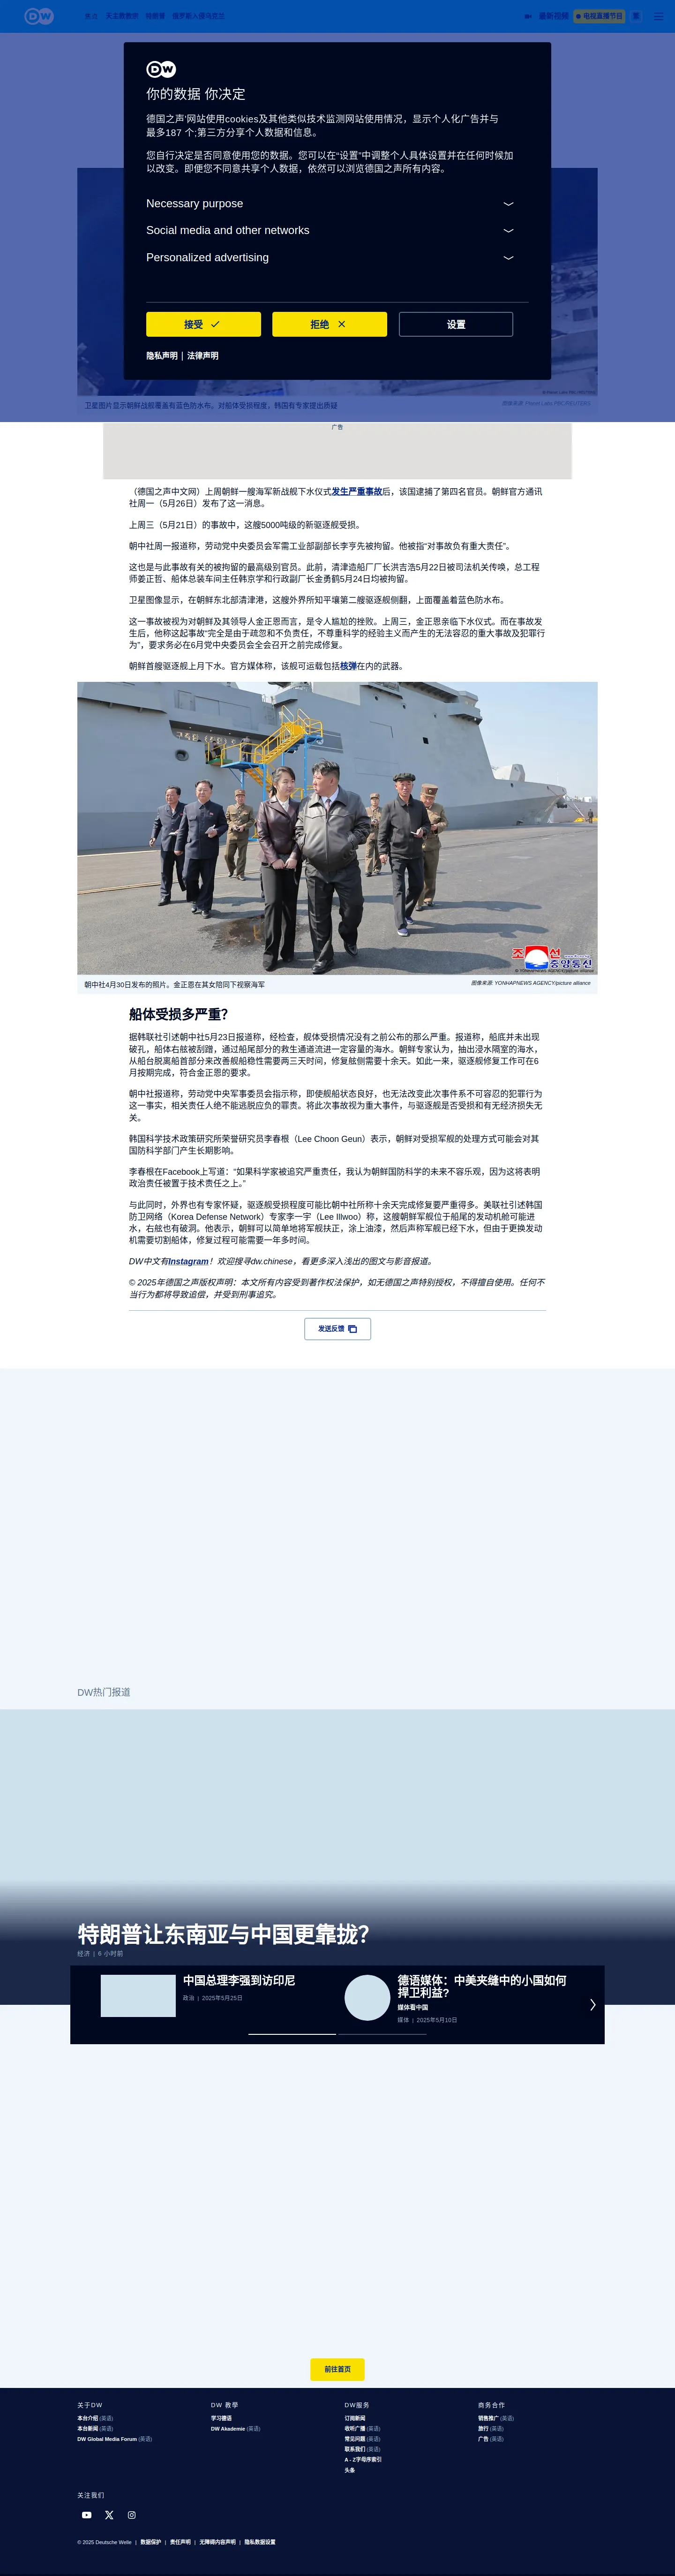 DW
焦点
天主教教宗
特朗普
俄罗斯入侵乌克兰
最新视频
电视直播节目
繁
DW
你的数据 你决定
德国之声'网站使用cookies及其他类似技术监测网站使用情况，显示个人化广告并与
最多187 个;第三方分享个人数据和信息。
您自行决定是否同意使用您的数据。您可以在“设置”中调整个人具体设置并在任何时候加
以改变。即便您不同意共享个人数据，依然可以浏览德国之声所有内容。
Necessary purpose
Social media and other networks
Personalized advertising
接受
拒绝
设置
隐私声明 | 法律声明
卫星图片显示朝鲜战舰覆盖有蓝色防水布。对船体受损程度，韩国有专家提出质疑
图像来源: Planet Labs PBC/REUTERS
广告
（德国之声中文网）上周朝鲜一艘海军新战舰下水仪式发生严重事故后，该国逮捕了第四名官员。朝鲜官方通讯
社周一（5月26日）发布了这一消息。
上周三（5月21日）的事故中，这艘5000吨级的新驱逐舰受损。
朝中社周一报道称，劳动党中央委员会军需工业部副部长李亨先被拘留。他被指“对事故负有重大责任”。
这也是与此事故有关的被拘留的最高级别官员。此前，清津造船厂厂长洪吉浩5月22日被司法机关传唤，总工程
师姜正哲、船体总装车间主任韩京学和行政副厂长金勇鹤5月24日均被拘留。
卫星图像显示，在朝鲜东北部清津港，这艘外界所知平壤第二艘驱逐舰侧翻，上面覆盖着蓝色防水布。
这一事故被视为对朝鲜及其领导人金正恩而言，是令人尴尬的挫败。上周三，金正恩亲临下水仪式。而在事故发
生后，他称这起事故“完全是由于疏忽和不负责任，不尊重科学的经验主义而产生的无法容忍的重大事故及犯罪行
为”，要求务必在6月党中央委员会全会召开之前完成修复。
朝鲜首艘驱逐舰上月下水。官方媒体称，该舰可运载包括核弹在内的武器。
조선
중앙통신
© YONHAPNEWS AGENCY/picture alliance
朝中社4月30日发布的照片。金正恩在其女陪同下视察海军
图像来源: YONHAPNEWS AGENCY/picture alliance
船体受损多严重？
据韩联社引述朝中社5月23日报道称，经检查，舰体受损情况没有之前公布的那么严重。报道称，船底并未出现
破孔，船体右舷被刮蹭，通过船尾部分的救生通道流进一定容量的海水。朝鲜专家认为，抽出浸水隔室的海水，
从船台脱离船首部分来改善舰船稳性需要两三天时间，修复舷侧需要十余天。如此一来，驱逐舰修复工作可在6
月按期完成，符合金正恩的要求。
朝中社报道称，劳动党中央军事委员会指示称，即使舰船状态良好，也无法改变此次事件系不可容忍的犯罪行为
这一事实，相关责任人绝不能逃脱应负的罪责。将此次事故视为重大事件，与驱逐舰是否受损和有无经济损失无
关。
韩国科学技术政策研究所荣誉研究员李春根（Lee Choon Geun）表示，朝鲜对受损军舰的处理方式可能会对其
国防科学部门产生长期影响。
李春根在Facebook上写道：“如果科学家被追究严重责任，我认为朝鲜国防科学的未来不容乐观，因为这将表明
政治责任被置于技术责任之上。”
与此同时，外界也有专家怀疑，驱逐舰受损程度可能比朝中社所称十余天完成修复要严重得多。美联社引述韩国
防卫网络（Korea Defense Network）专家李一宇（Lee Illwoo）称，这艘朝鲜军舰位于船尾的发动机舱可能进
水，右舷也有破洞。他表示，朝鲜可以简单地将军舰扶正，涂上油漆，然后声称军舰已经下水，但由于更换发动
机需要切割船体，修复过程可能需要一年多时间。
DW中文有Instagram！欢迎搜寻dw.chinese，看更多深入浅出的图文与影音报道。
© 2025年德国之声版权声明：本文所有内容受到著作权法保护，如无德国之声特别授权，不得擅自使用。任何不
当行为都将导致追偿，并受到刑事追究。
发送反馈
DW热门报道
特朗普让东南亚与中国更靠拢？
经济 | 6 小时前
中国总理李强到访印尼
政治 | 2025年5月25日
德语媒体：中美夹缝中的小国如何
捍卫利益？
媒体看中国
媒体 | 2025年5月10日
前往首页
关于DW
本台介绍 (英语)
本台新闻 (英语)
DW Global Media Forum (英语)
DW 教学
学习德语
DW Akademie (英语)
DW服务
订阅新闻
收听广播 (英语)
常见问题 (英语)
联系我们 (英语)
A - Z字母序索引
头条
商务合作
销售推广 (英语)
旅行 (英语)
广告 (英语)
关注我们
© 2025 Deutsche Welle | 数据保护 | 责任声明 | 无障碍内容声明 | 隐私数据设置